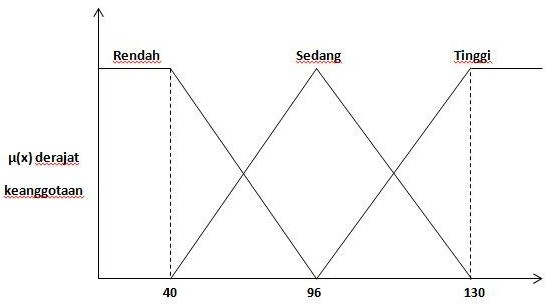 Rendah Sedang Tinggi
μ(x) derajat
keanggotaan
40 96 130